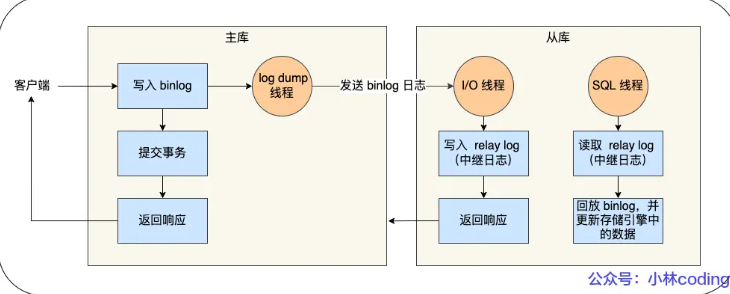 主库
从库
客户端
写入 binlog
log dump
线程
发送 binlog 日志
I/O 线程
SQL 线程
提交事务
写入 relay log
（中继日志）
读取 relay log
（中继日志）
返回响应
返回响应
回放 binlog，并
更新存储引擎中
的数据
公众号：小林coding